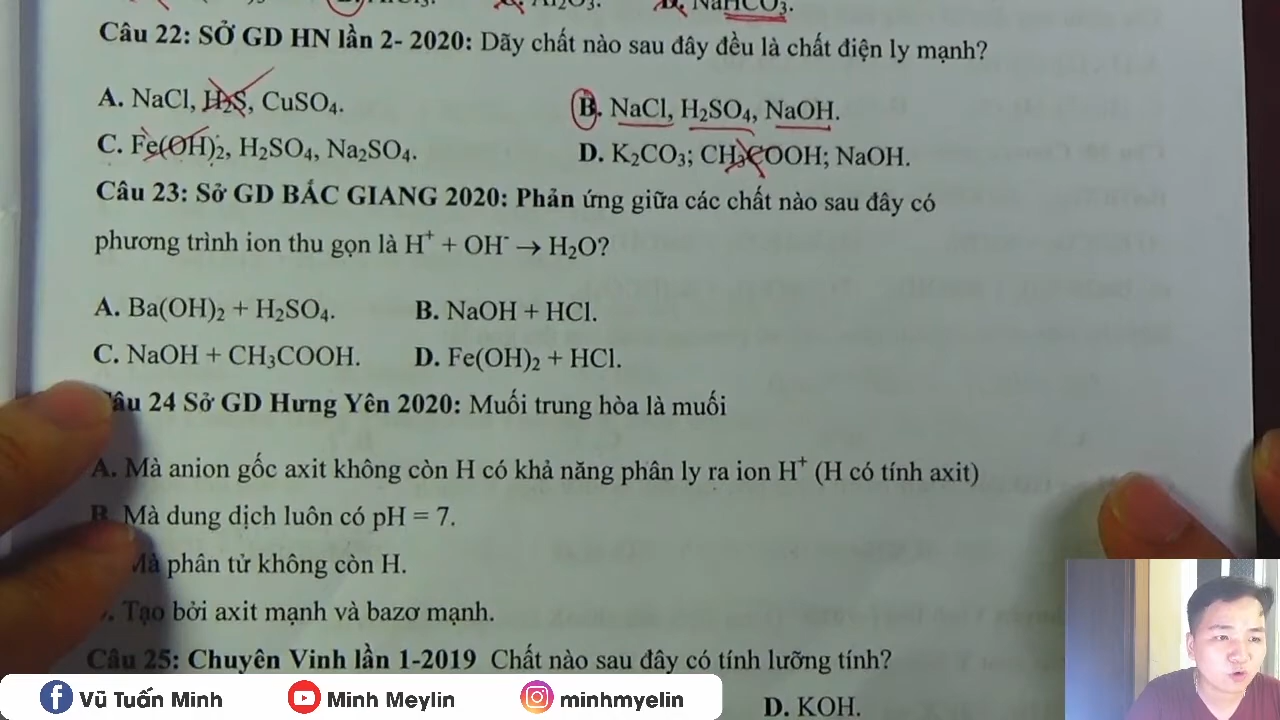 NaHCO₃.
Câu 22: SỞ GD HN lần 2- 2020: Dãy chất nào sau đây đều là chất điện ly mạnh?
A. NaCl, H₂S, CuSO₄. B. NaCl, H₂SO₄, NaOH.
C. Fe(OH)₂, H₂SO₄, Na₂SO₄. D. K₂CO₃; CH₃COOH; NaOH.
Câu 23: Sở GD BẮC GIANG 2020: Phản ứng giữa các chất nào sau đây có
phương trình ion thu gọn là H⁺ + OH⁻ → H₂O?
A. Ba(OH)₂ + H₂SO₄. B. NaOH + HCl.
C. NaOH + CH₃COOH. D. Fe(OH)₂ + HCl.
Câu 24 Sở GD Hưng Yên 2020: Muối trung hòa là muối
A. Mà anion gốc axit không còn H có khả năng phân ly ra ion H⁺ (H có tính axit)
B. Mà dung dịch luôn có pH = 7.
Mà phân tử không còn H.
Tạo bởi axit mạnh và bazơ mạnh.
Câu 25: Chuyên Vinh lần 1-2019 Chất nào sau đây có tính lưỡng tính?
D. KOH.
Vũ Tuấn Minh Minh Meylin minhmyelin